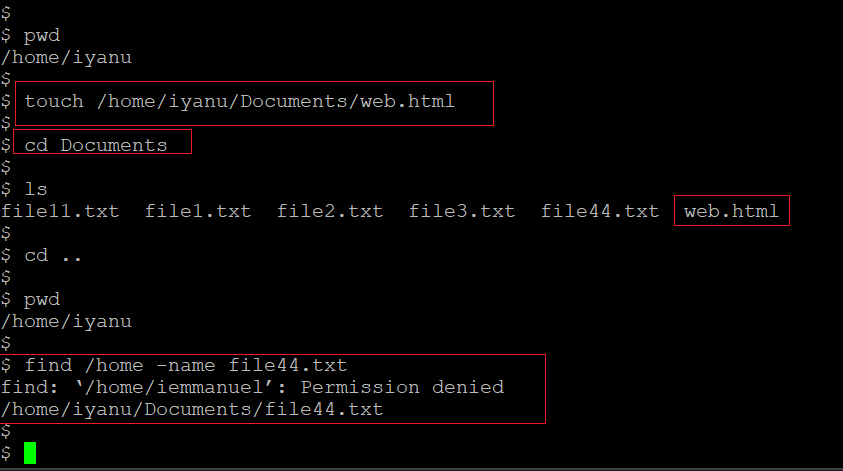 $
$ pwd
/home/iyanu
$
$ touch /home/iyanu/Documents/web.html
$
$ cd Documents
$
$ ls
file11.txt  file1.txt  file2.txt  file3.txt  file44.txt  web.html
$
$ cd ..
$
$ pwd
/home/iyanu
$
$ find /home -name file44.txt
find: ‘/home/iemmanuel’: Permission denied
/home/iyanu/Documents/file44.txt
$
$